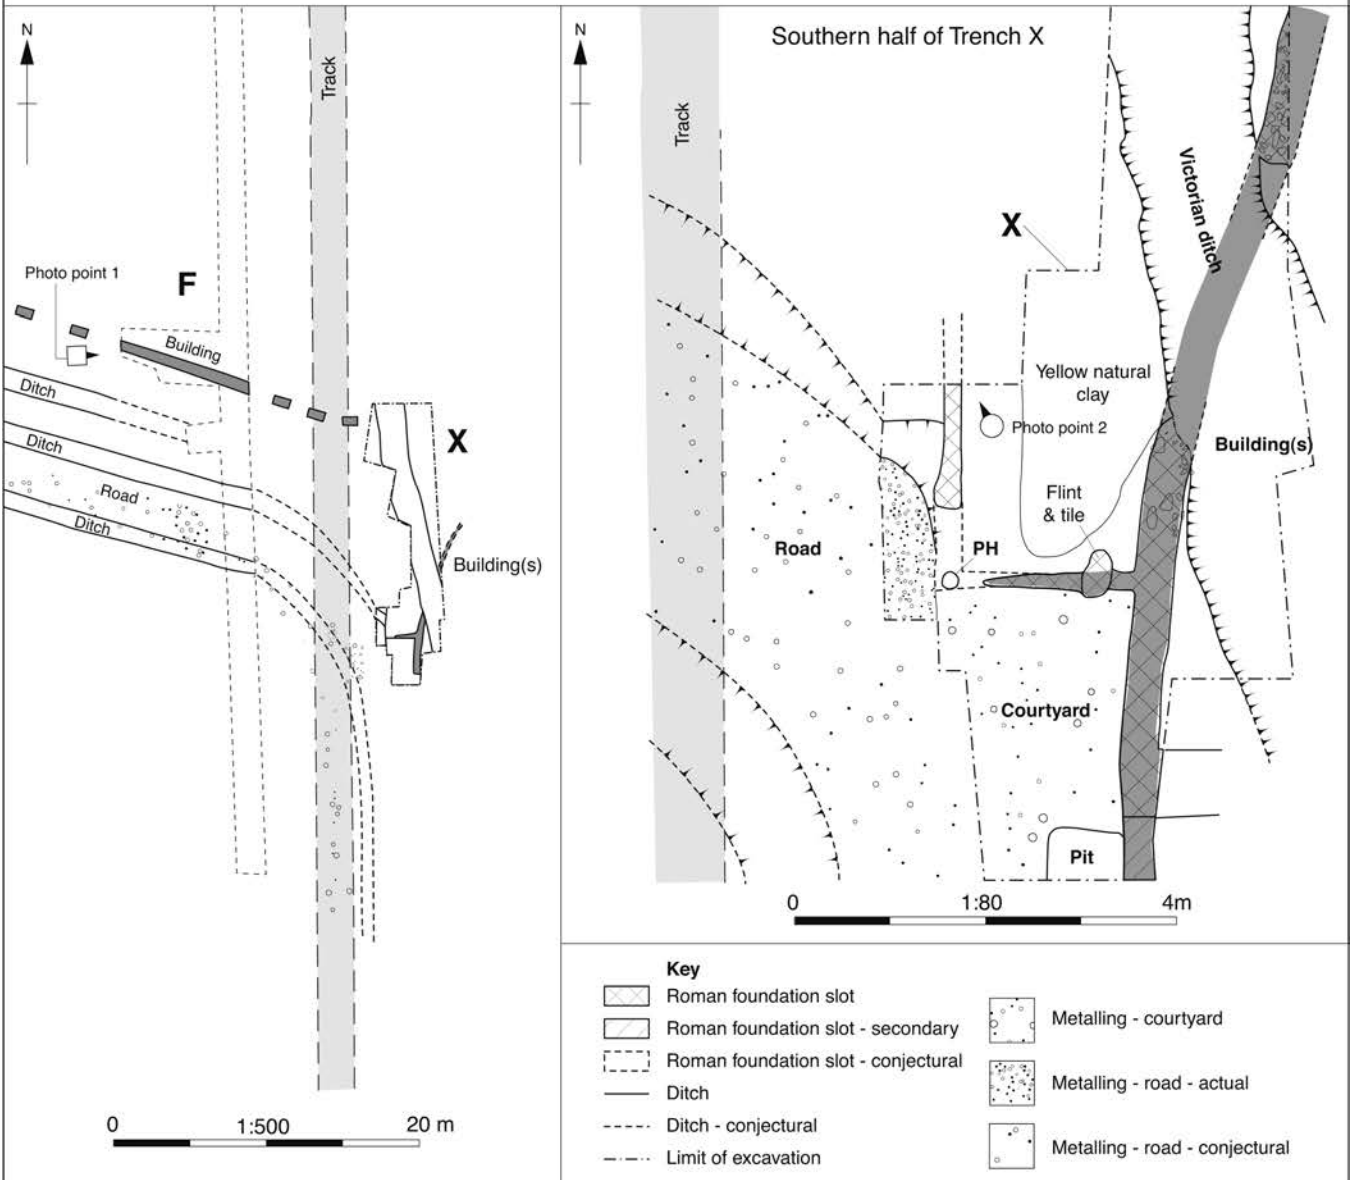 N
Track
Photo point 1
F
Building
Ditch
Ditch
Road
Ditch
X
Building(s)
0 1:500 20 m
N
Southern half of Trench X
Track
Victorian ditch
X
Yellow natural
clay
Photo point 2
Building(s)
Flint
& tile
Road
PH
Courtyard
Pit
0 1:80 4m
Key
Roman foundation slot
Roman foundation slot - secondary
Roman foundation slot - conjectural
Ditch
Ditch - conjectural
Limit of excavation
Metalling - courtyard
Metalling - road - actual
Metalling - road - conjectural